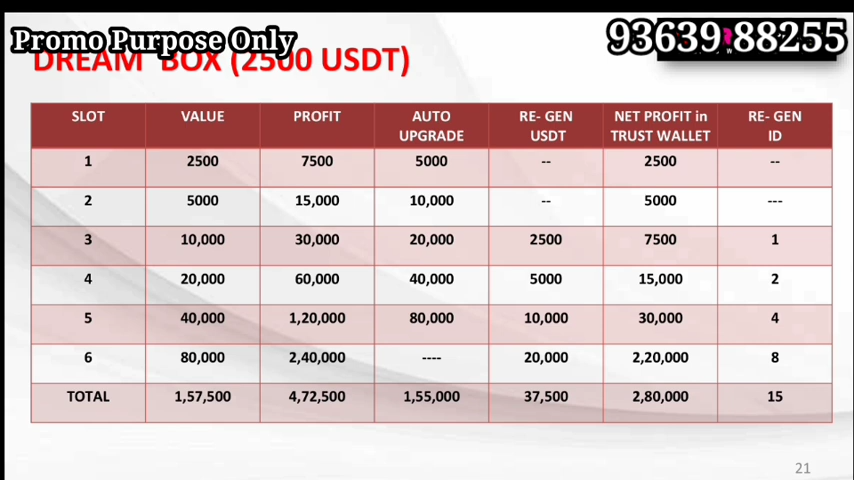 Promo Purpose Only
93639 88255
DREAM BOX (2500 USDT)
SLOT VALUE PROFIT AUTO UPGRADE RE- GEN USDT NET PROFIT in TRUST WALLET RE- GEN ID
1 2500 7500 5000 -- 2500 --
2 5000 15,000 10,000 -- 5000 ---
3 10,000 30,000 20,000 2500 7500 1
4 20,000 60,000 40,000 5000 15,000 2
5 40,000 1,20,000 80,000 10,000 30,000 4
6 80,000 2,40,000 ---- 20,000 2,20,000 8
TOTAL 1,57,500 4,72,500 1,55,000 37,500 2,80,000 15
21